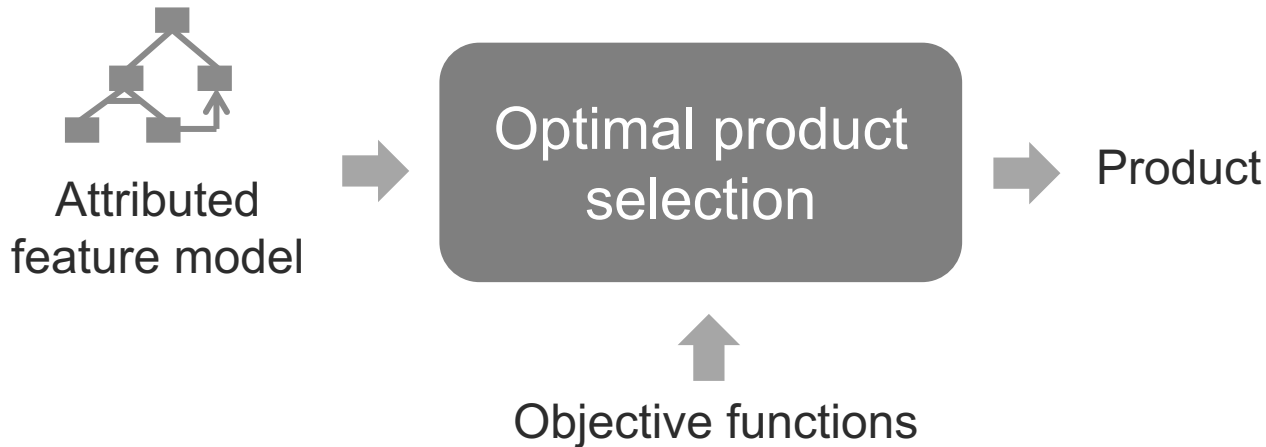 Attributed
feature model
Optimal product
selection
Product
Objective functions